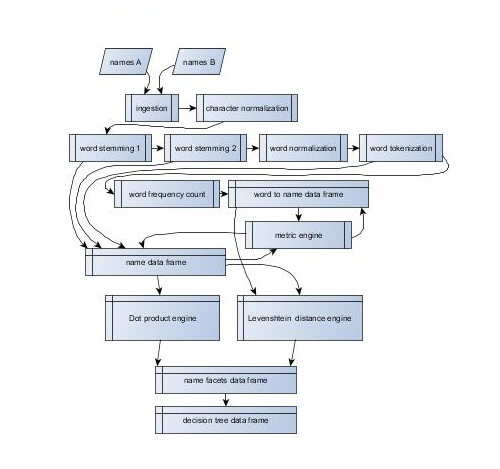 names A
names B
ingestion
character normalization
word stemming 1
word stemming 2
word normalization
word tokenization
word frequency count
word to name data frame
metric engine
name data frame
Dot product engine
Levenshtein distance engine
name facets data frame
decision tree data frame